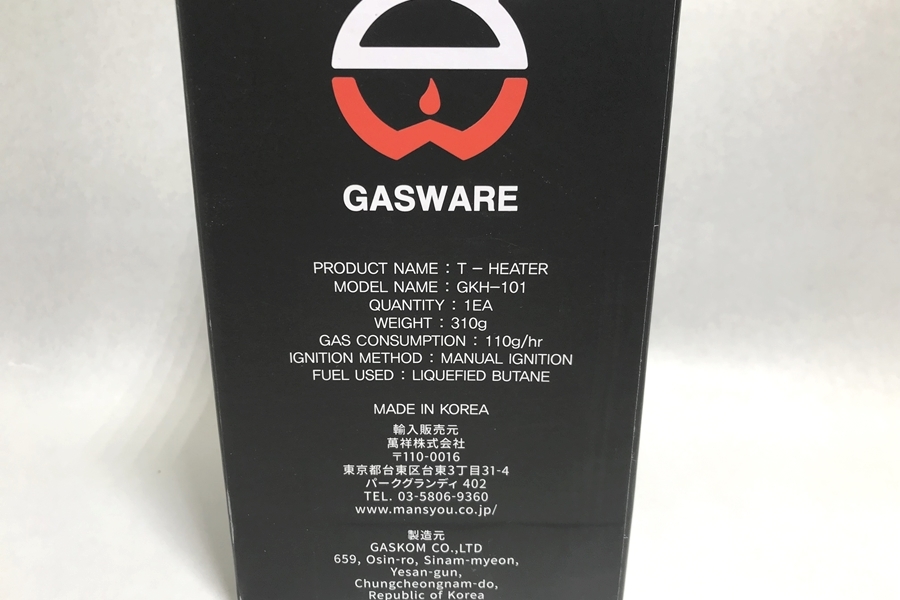 GASWARE
PRODUCT NAME : T - HEATER
MODEL NAME : GKH-101
QUANTITY : 1EA
WEIGHT : 310g
GAS CONSUMPTION : 110g/hr
IGNITION METHOD : MANUAL IGNITION
FUEL USED : LIQUEFIED BUTANE
MADE IN KOREA
輸入販売元
萬祥株式会社
〒110-0016
東京都台東区台東3丁目31-4
パークグランディ 402
TEL. 03-5806-9360
www.mansyou.co.jp/
製造元
GASKOM CO.,LTD
659, Osin-ro, Sinam-myeon,
Yesan-gun,
Chungcheongnam-do,
Republic of Korea